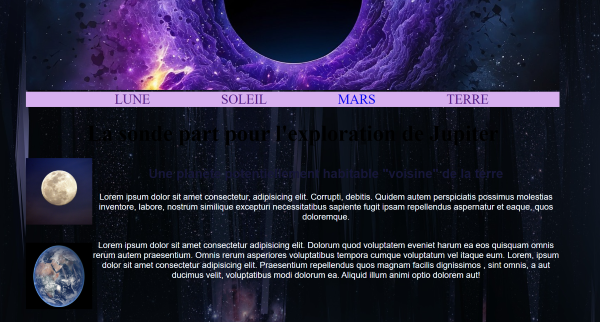 LUNE SOLEIL MARS TERRE
La sonde part pour l'exploration de Jupiter
Une planète potentiellement habitable "voisine" de la terre
Lorem ipsum dolor sit amet consectetur, adipisicing elit. Corrupti, debitis. Quidem autem perspiciatis possimus molestias
inventore, labore, nostrum similique excepturi necessitatibus sapiente fugit ipsam repellendus aspernatur et eaque, quos
doloremque.
Lorem ipsum dolor sit amet consectetur adipisicing elit. Dolorum quod voluptatem eveniet harum ea eos quisquam omnis
rerum autem praesentium. Omnis rerum asperiores voluptatibus tempora cumque voluptatum vel itaque eum. Lorem, ipsum
dolor sit amet consectetur adipisicing elit. Praesentium repellendus quos magnam facilis dignissimos , sint omnis, a aut
ducimus velit, voluptatibus modi dolorum ea. Aliquid illum animi optio dolorem aut!